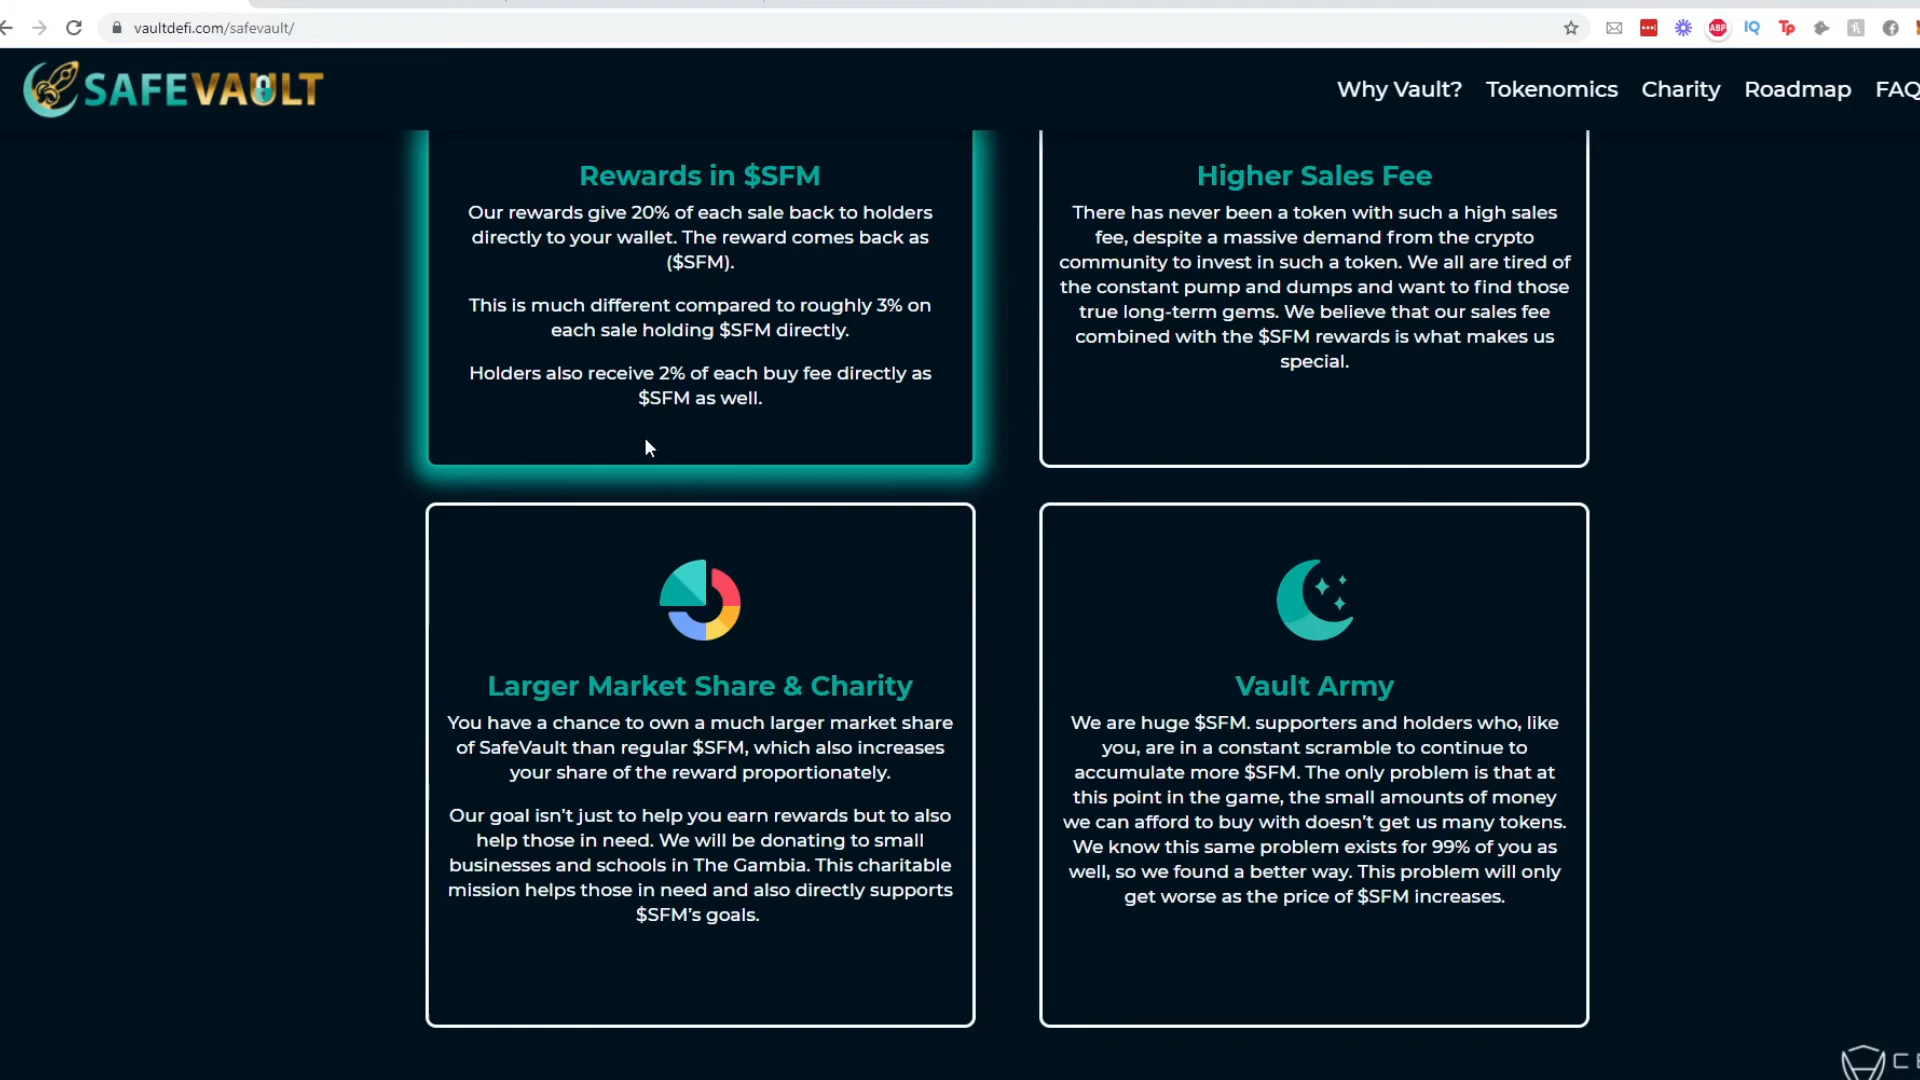 vaultdefi.com/safevault/
ABP
IQ
Tp
SAFEVAULT
Why Vault?
Tokenomics
Charity
Roadmap
FAQ
Rewards in $SFM
Our rewards give 20% of each sale back to holders
directly to your wallet. The reward comes back as
($SFM).
This is much different compared to roughly 3% on
each sale holding $SFM directly.
Holders also receive 2% of each buy fee directly as
$SFM as well.
Higher Sales Fee
There has never been a token with such a high sales
fee, despite a massive demand from the crypto
community to invest in such a token. We all are tired of
the constant pump and dumps and want to find those
true long-term gems. We believe that our sales fee
combined with the $SFM rewards is what makes us
special.
Larger Market Share & Charity
You have a chance to own a much larger market share
of SafeVault than regular $SFM, which also increases
your share of the reward proportionately.
Our goal isn't just to help you earn rewards but to also
help those in need. We will be donating to small
businesses and schools in The Gambia. This charitable
mission helps those in need and also directly supports
$SFM's goals.
Vault Army
We are huge $SFM. supporters and holders who, like
you, are in a constant scramble to continue to
accumulate more $SFM. The only problem is that at
this point in the game, the small amounts of money
we can afford to buy with doesn't get us many tokens.
We know this same problem exists for 99% of you as
well, so we found a better way. This problem will only
get worse as the price of $SFM increases.